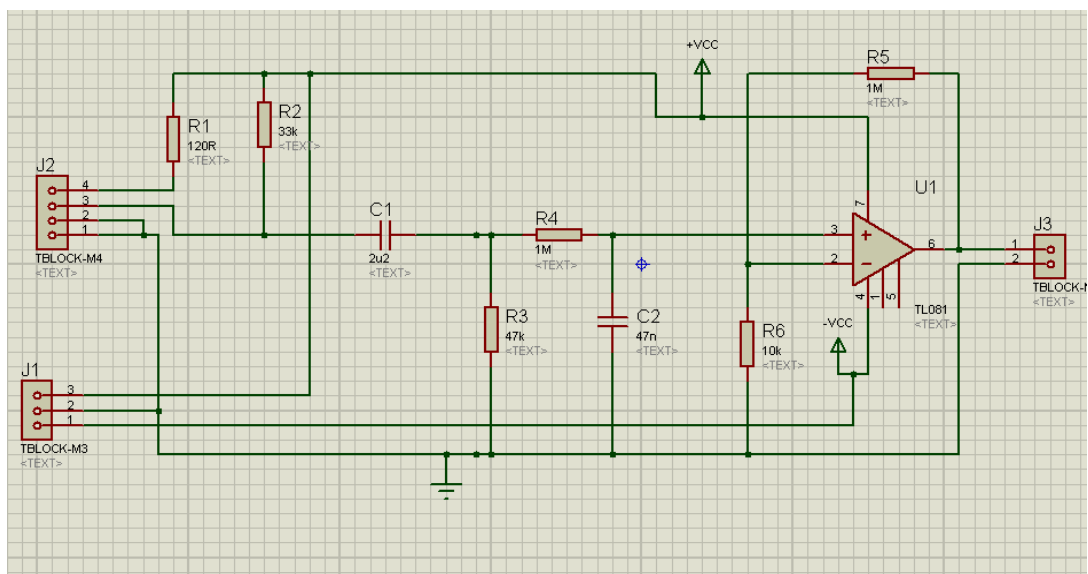 +VCC
R5
1M
<TEXT>
R1
120R
<TEXT>
R2
33k
<TEXT>
J2
4
3
2
1
TBLOCK-M4
<TEXT>
C1
2u2
<TEXT>
R4
1M
<TEXT>
U1
7
3
2
6
4
1
5
TL081
<TEXT>
J3
1
2
TBLOCK-M
<TEXT>
R3
47k
<TEXT>
C2
47n
<TEXT>
R6
10k
<TEXT>
-VCC
J1
3
2
1
TBLOCK-M3
<TEXT>